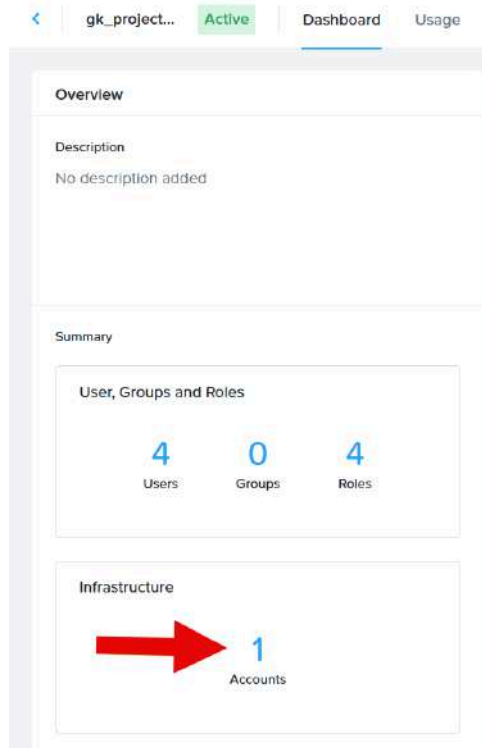 gk_project... Active Dashboard Usage
Overview
Description
No description added
Summary
User, Groups and Roles
4 0 4
Users Groups Roles
Infrastructure
1
Accounts